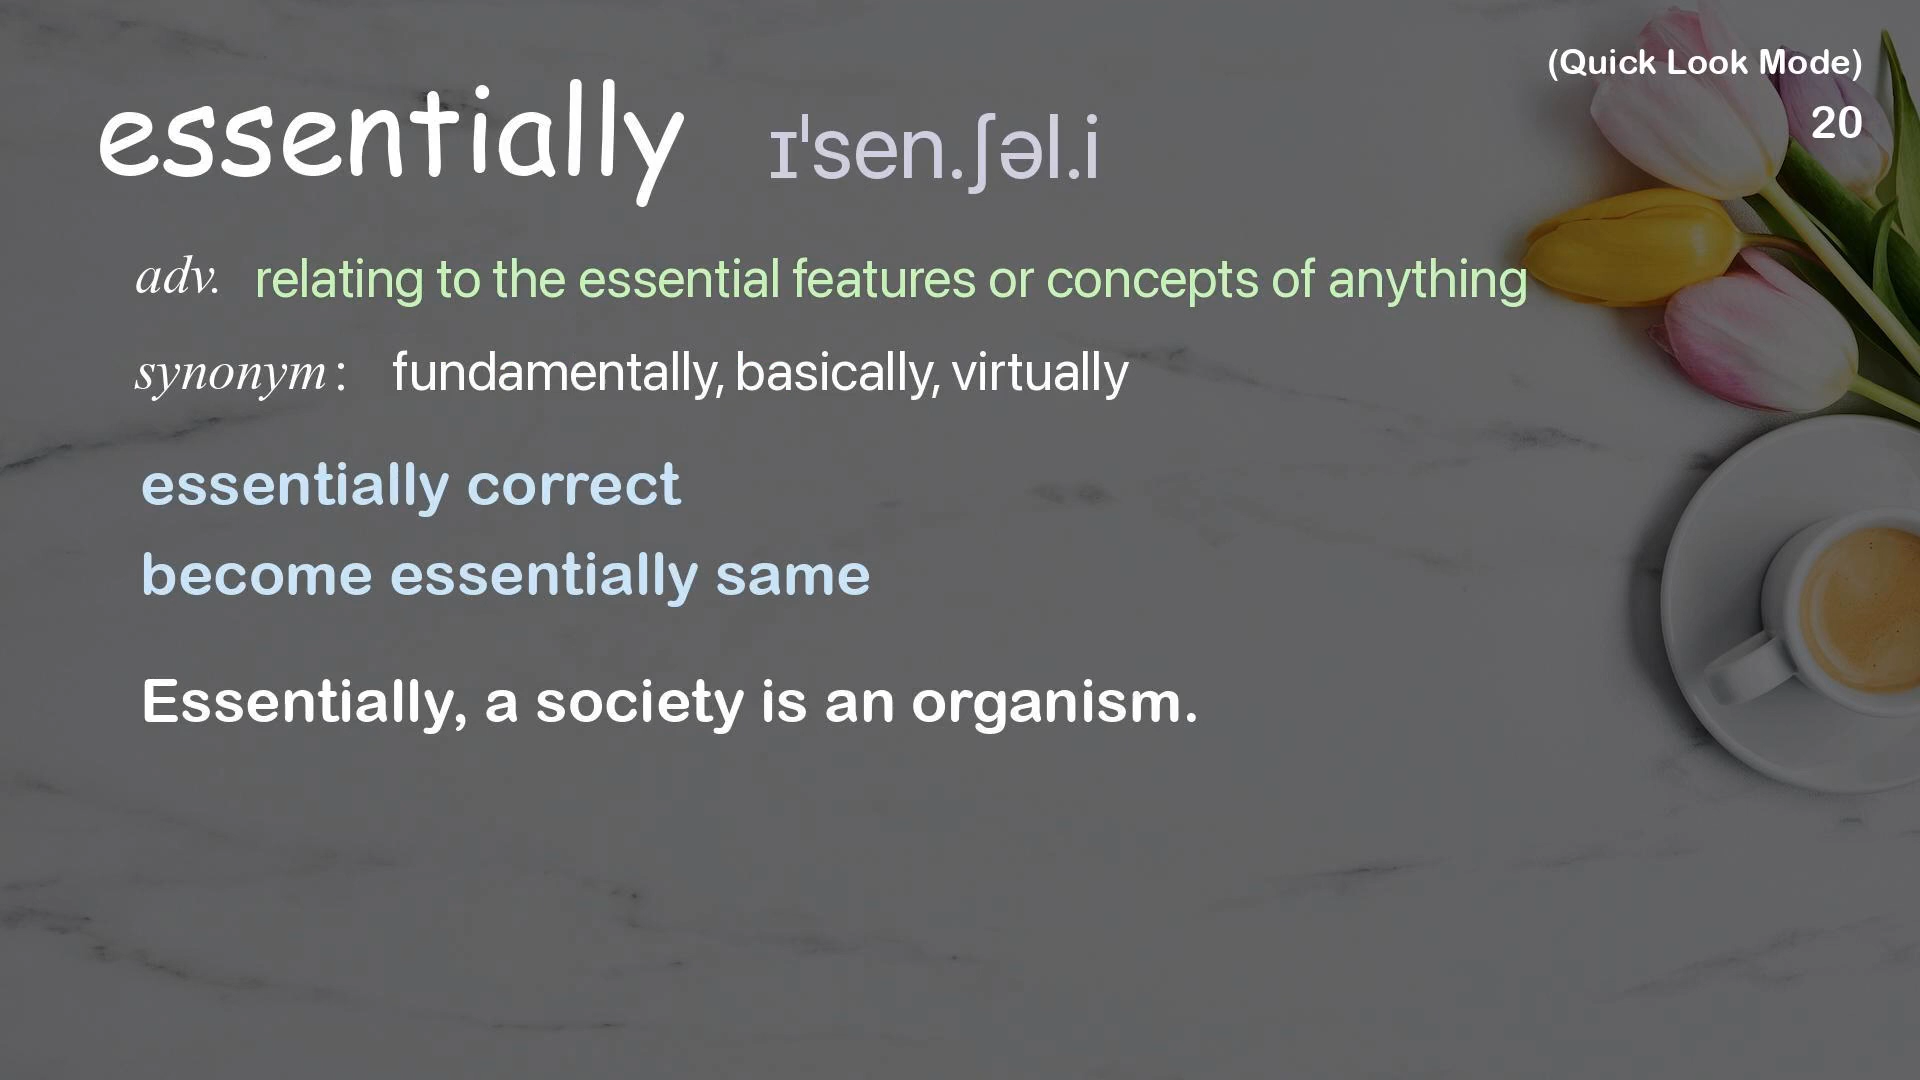 (Quick Look Mode)
20
essentially ɪˈsen.ʃəl.i
adv. relating to the essential features or concepts of anything
synonym : fundamentally, basically, virtually
essentially correct
become essentially same
Essentially, a society is an organism.